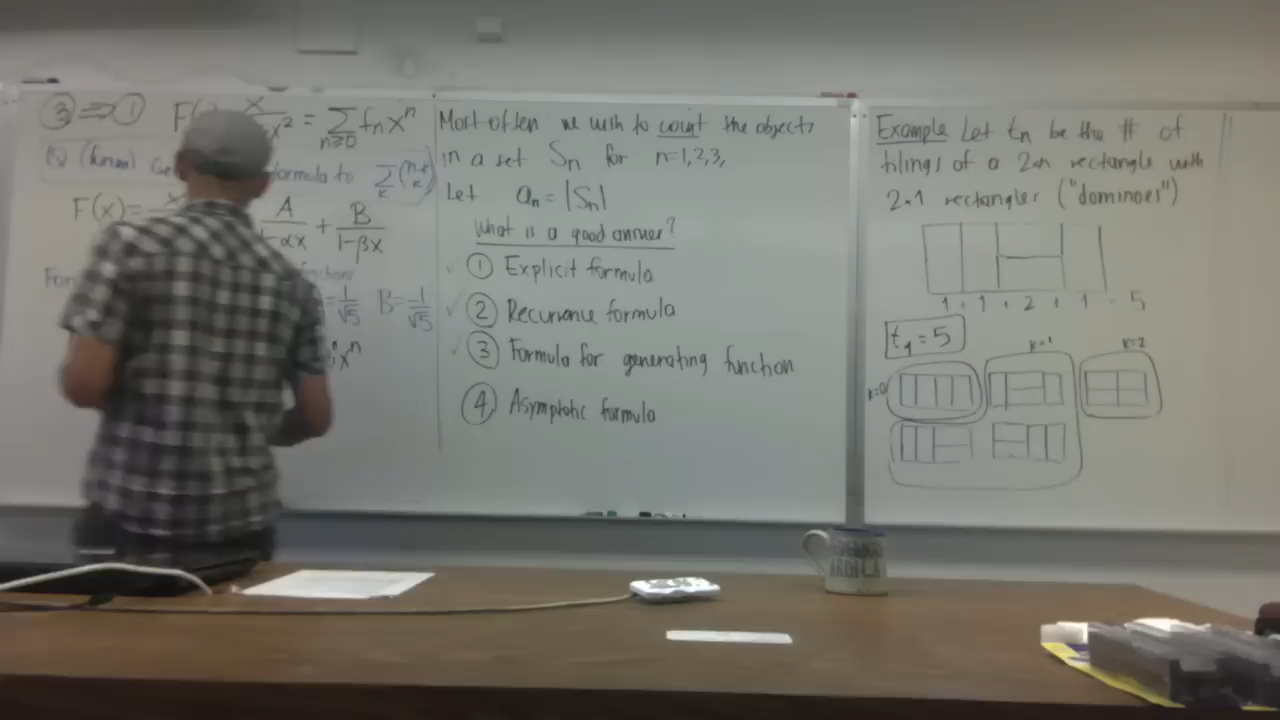 ③ ⇒ ①
x
= Σ fₙxⁿ
n≥0
formula to Σ
k
F(x)=
A/(1-αx) + B/(1-βx)
= 1/√5 B = 1/√5
xⁿ
Most often we wish to count the objects
in a set Sₙ for n=1,2,3,
Let aₙ = |Sₙ|
What is a good answer?
① Explicit formula
② Recurrence formula
③ Formula for generating function
④ Asymptotic formula
Example Let tₙ be the # of
tilings of a 2×n rectangle with
2×1 rectangles ("dominoes")
1 + 1 + 2 + 1 = 5
t₄ = 5
k=0
k=1
k=2